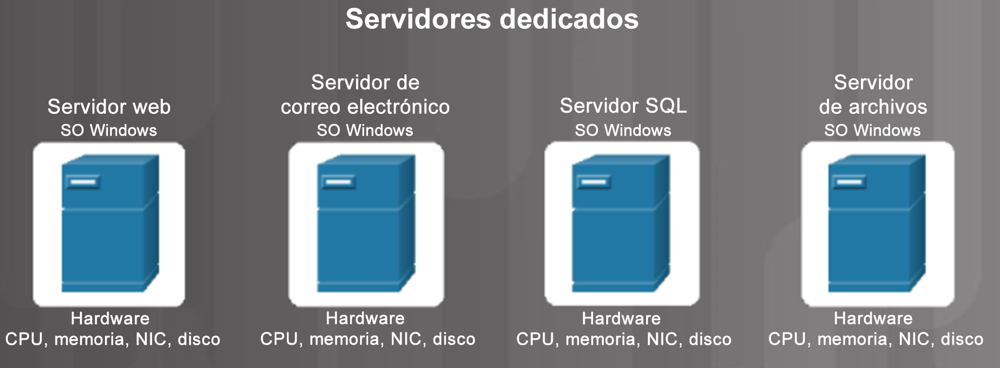 Servidores dedicados
Servidor web
SO Windows
Hardware
CPU, memoria, NIC, disco
Servidor de
correo electrónico
SO Windows
Hardware
CPU, memoria, NIC, disco
Servidor SQL
SO Windows
Hardware
CPU, memoria, NIC, disco
Servidor
de archivos
SO Windows
Hardware
CPU, memoria, NIC, disco